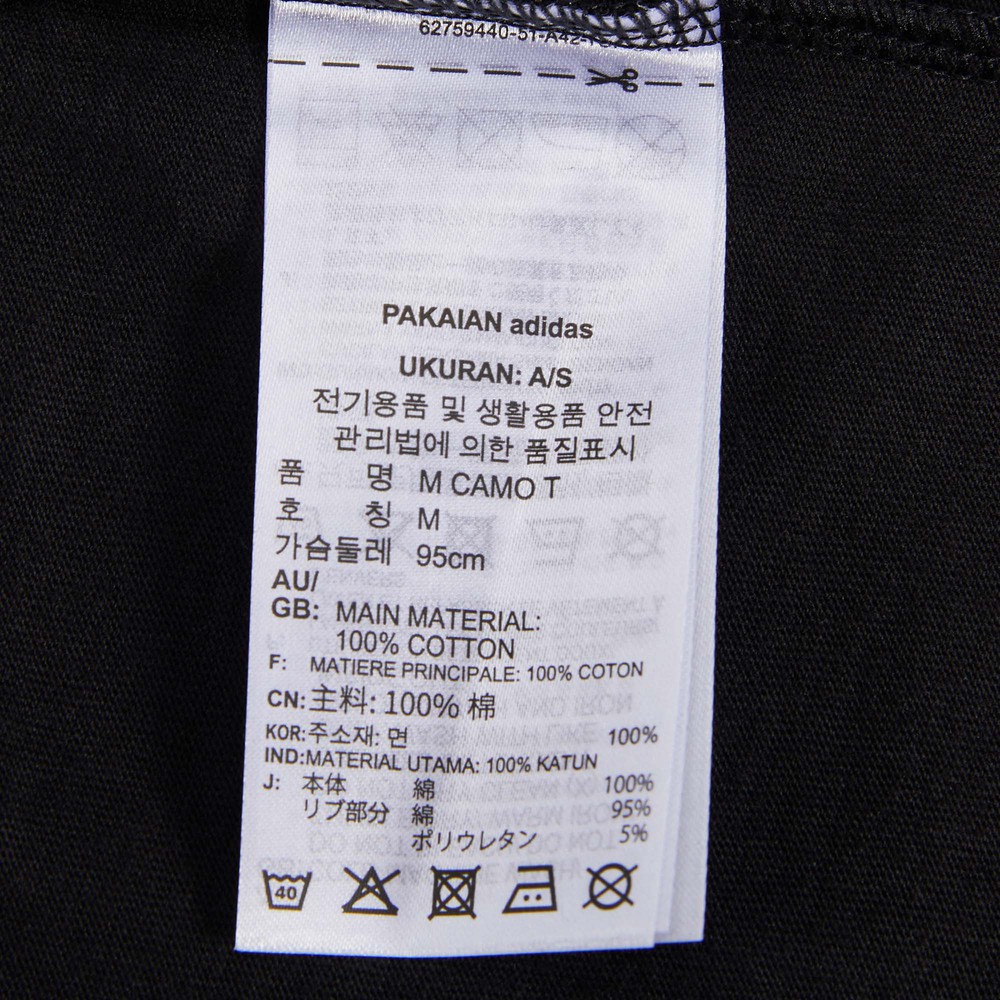 62759440-51-A42-
PAKAIAN adidas
UKURAN: A/S
전기용품 및 생활용품 안전
관리법에 의한 품질표시
품 명 M CAMO T
호 칭 M
가슴둘레 95cm
AU/
GB: MAIN MATERIAL:
100% COTTON
F: MATIERE PRINCIPALE: 100% COTON
CN:主料: 100% 棉
KOR:주소재: 면 100%
IND:MATERIAL UTAMA: 100% KATUN
J: 本体 綿 100%
リブ部分 綿 95%
ポリウレタン 5%
40